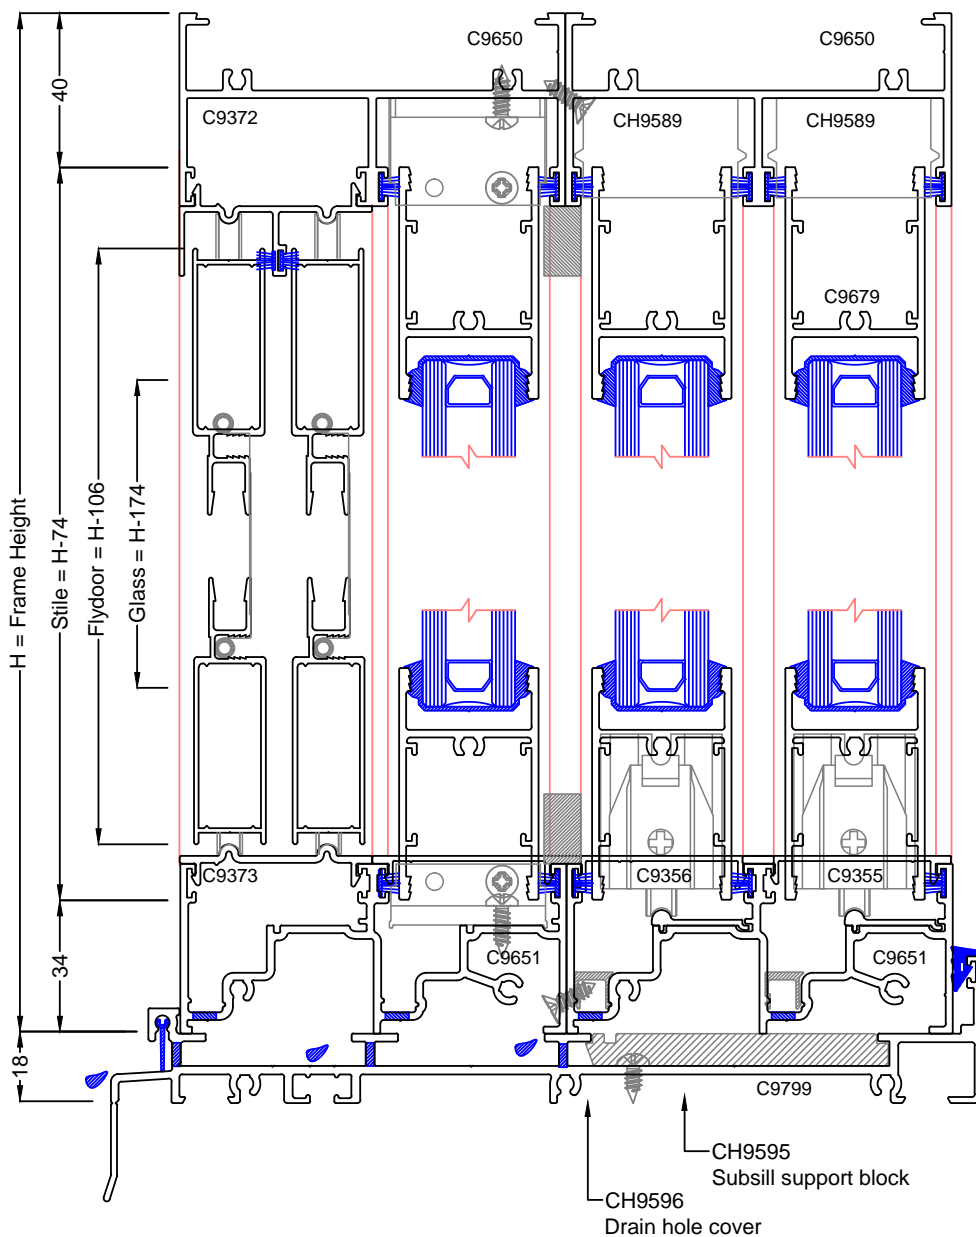 C9650
C9650
40
C9372
CH9589
CH9589
C9679
H = Frame Height
Stile = H-74
Flydoor = H-106
Glass = H-174
C9373
C9356
C9355
34
C9651
C9651
18
C9799
CH9595
Subsill support block
CH9596
Drain hole cover